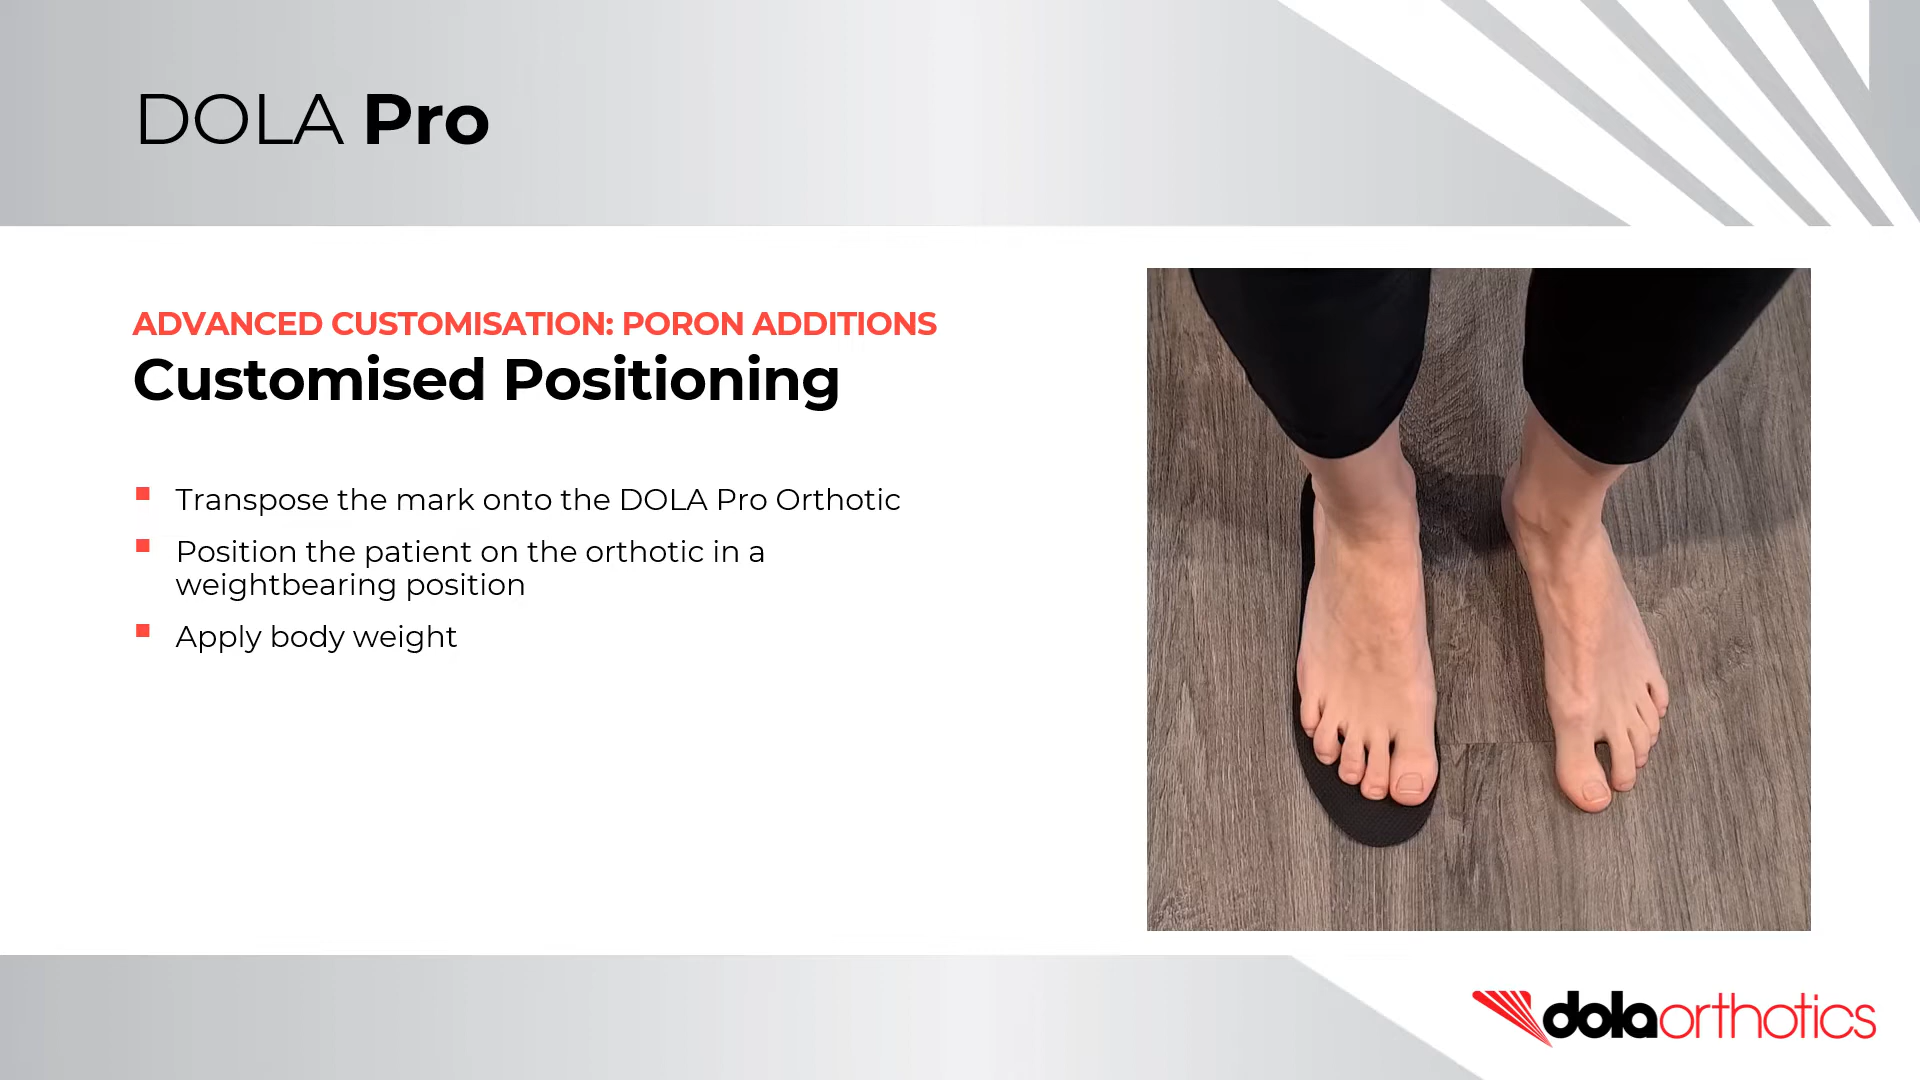 DOLA Pro
ADVANCED CUSTOMISATION: PORON ADDITIONS
Customised Positioning
Transpose the mark onto the DOLA Pro Orthotic
Position the patient on the orthotic in a
weightbearing position
Apply body weight
dolaorthotics